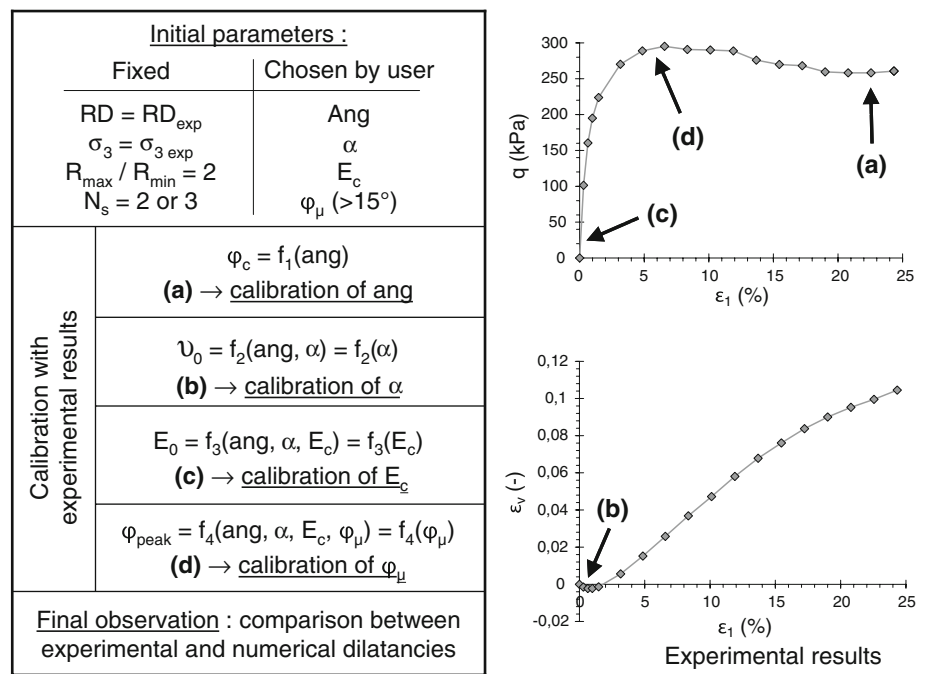 Initial parameters :
Fixed Chosen by user
RD = RD_exp Ang
σ_3 = σ_3 exp α
R_max / R_min = 2 E_c
N_s = 2 or 3 φ_μ (>15°)
Calibration with
experimental results
φ_c = f_1(ang)
(a) → calibration of ang
υ_0 = f_2(ang, α) = f_2(α)
(b) → calibration of α
E_0 = f_3(ang, α, E_c) = f_3(E_c)
(c) → calibration of E_c
φ_peak = f_4(ang, α, E_c, φ_μ) = f_4(φ_μ)
(d) → calibration of φ_μ
Final observation : comparison between
experimental and numerical dilatancies
q (kPa)
300
250
200
150
100
50
0
(d)
(a)
(c)
0 5 10 15 20 25
ε_1 (%)
ε_v (-)
0,12
0,1
0,08
0,06
0,04
0,02
0
-0,02
(b)
0 5 10 15 20 25
ε_1 (%)
Experimental results